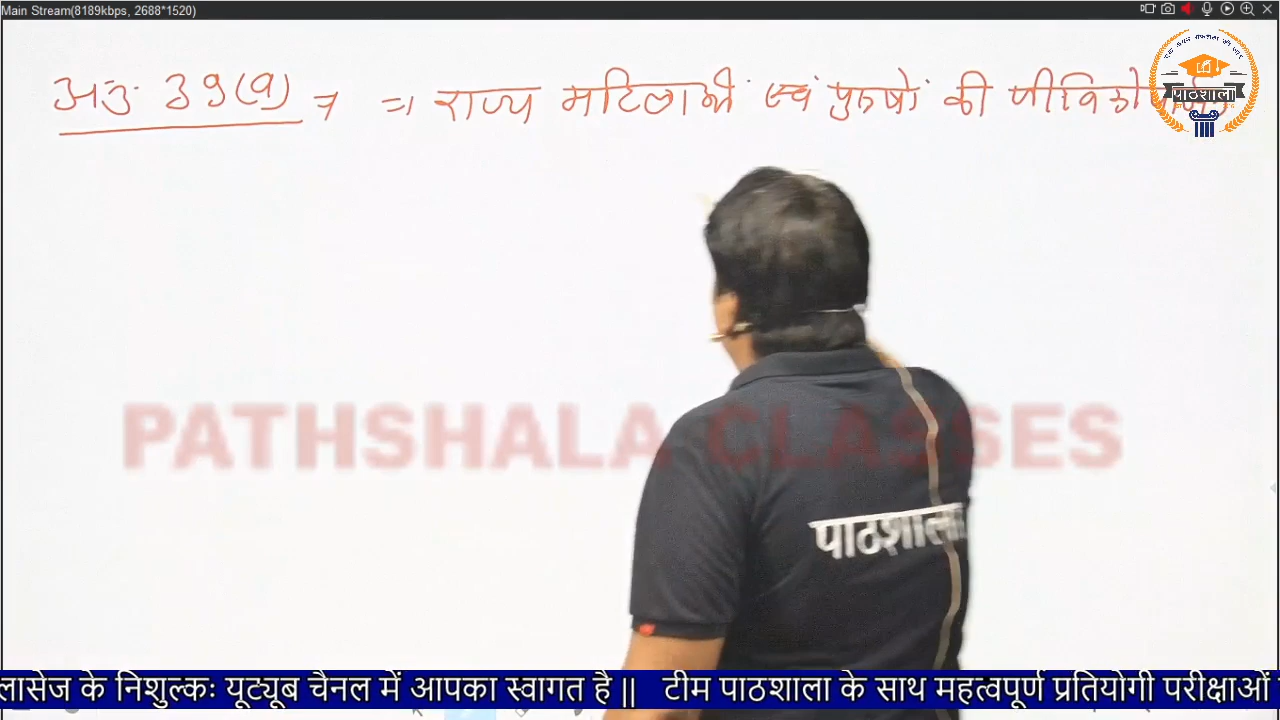 Main Stream(8189kbps, 2688*1520)
अनु. 39(a) → => राज्य महिलाओं एवं पुरुषों की जीविको
पाठशाला
PATHSHALA CLASSES
पाठशाला
लासेज के निशुल्कः यूट्यूब चैनल में आपका स्वागत है || टीम पाठशाला के साथ महत्वपूर्ण प्रतियोगी परीक्षाओं